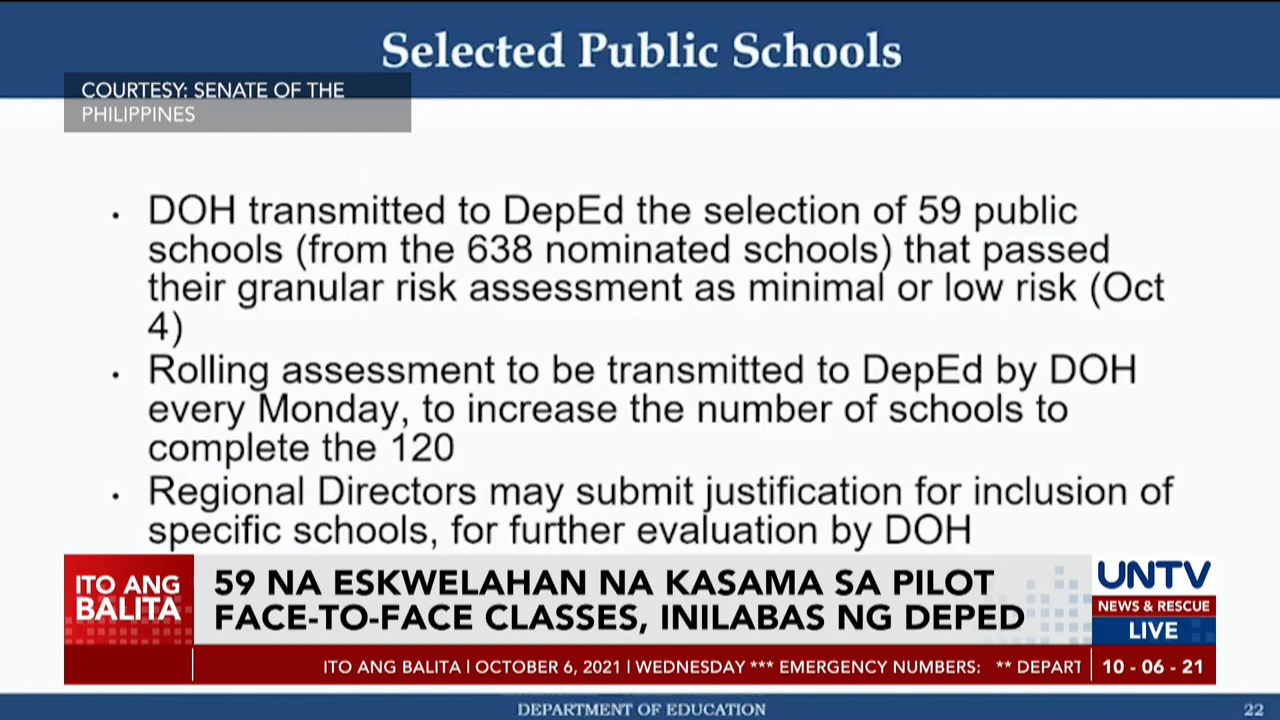 Selected Public Schools
COURTESY: SENATE OF THE
PHILIPPINES
• DOH transmitted to DepEd the selection of 59 public
schools (from the 638 nominated schools) that passed
their granular risk assessment as minimal or low risk (Oct
4)
• Rolling assessment to be transmitted to DepEd by DOH
every Monday, to increase the number of schools to
complete the 120
• Regional Directors may submit justification for inclusion of
specific schools, for further evaluation by DOH
ITO ANG
BALITA
59 NA ESKWELAHAN NA KASAMA SA PILOT
FACE-TO-FACE CLASSES, INILABAS NG DEPED
UNTV
NEWS & RESCUE
LIVE
ITO ANG BALITA | OCTOBER 6, 2021 | WEDNESDAY *** EMERGENCY NUMBERS: ** DEPART
10 - 06 - 21
DEPARTMENT OF EDUCATION
22